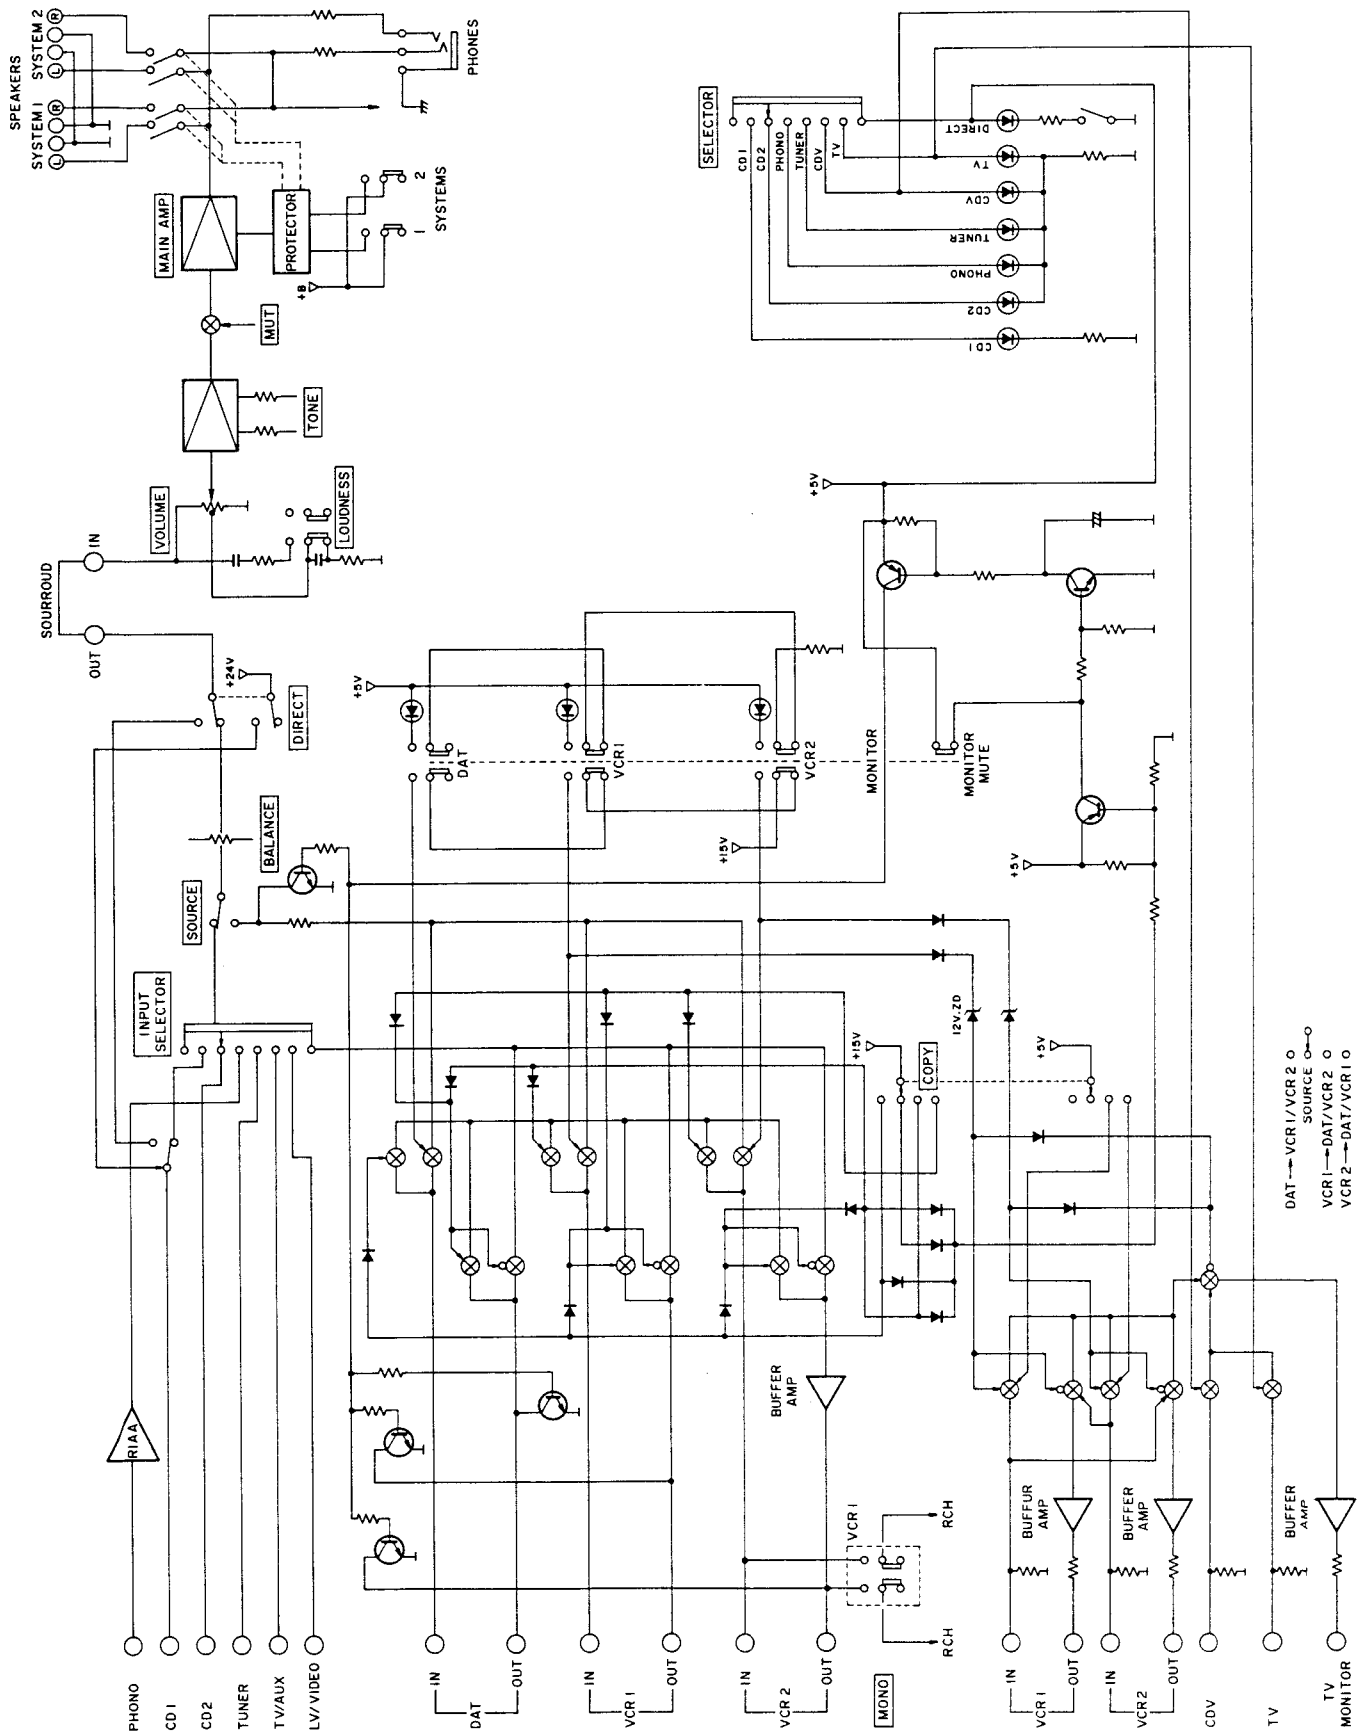 SPEAKERS
SYSTEM 1
SYSTEM 2
L
R
L
R
PHONES
MAIN AMP
PROTECTOR
+B
1
2
SYSTEMS
MUT
TONE
VOLUME
LOUDNESS
SOURROUD
IN
OUT
+24V
DIRECT
BALANCE
SOURCE
INPUT
SELECTOR
RIAA
PHONO
CD1
CD2
TUNER
TV/AUX
LV/VIDEO
SELECTOR
CD1
CD2
PHONO
TUNER
CDV
TV
DIRECT
TV
CDV
TUNER
PHONO
CD2
CD1
+5V
+5V
DAT
VCR1
VCR2
+15V
MONITOR
MONITOR
MUTE
+5V
12V.ZD
+15V
COPY
+5V
DAT→VCR1/VCR2
SOURCE
VCR1→DAT/VCR2
VCR2→DAT/VCR1
BUFFER
AMP
IN
DAT
OUT
IN
VCR1
OUT
IN
VCR2
OUT
VCR1
RCH
RCH
MONO
BUFFUR
AMP
BUFFER
AMP
BUFFER
AMP
IN
VCR1
OUT
IN
VCR2
OUT
CDV
TV
TV
MONITOR